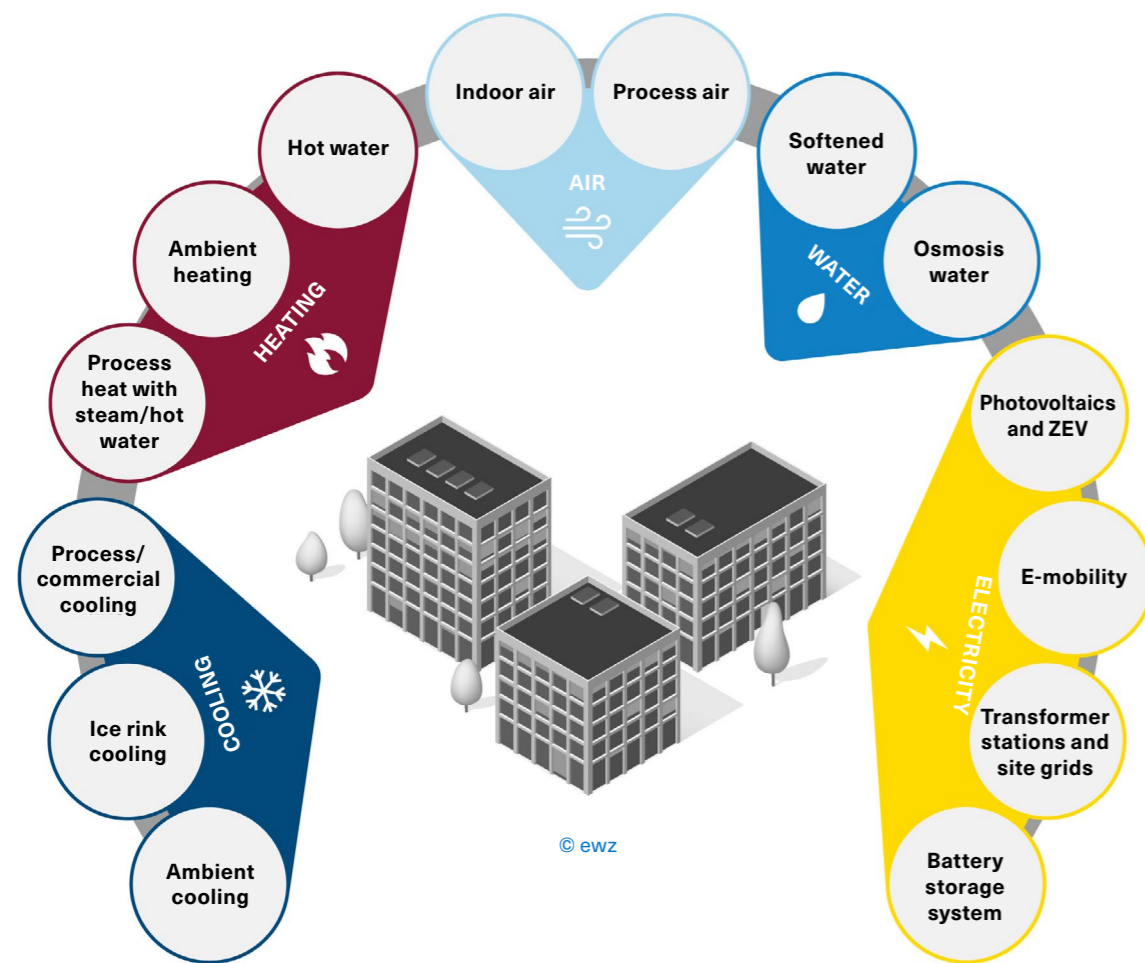 Indoor air
Process air
Hot water
Softened
water
AIR
Ambient
heating
Osmosis
water
WATER
HEATING
Process
heat with
steam/hot
water
Photovoltaics
and ZEV
Process/
commercial
cooling
E-mobility
ELECTRICITY
COOLING
Ice rink
cooling
Transformer
stations and
site grids
© ewz
Ambient
cooling
Battery
storage
system